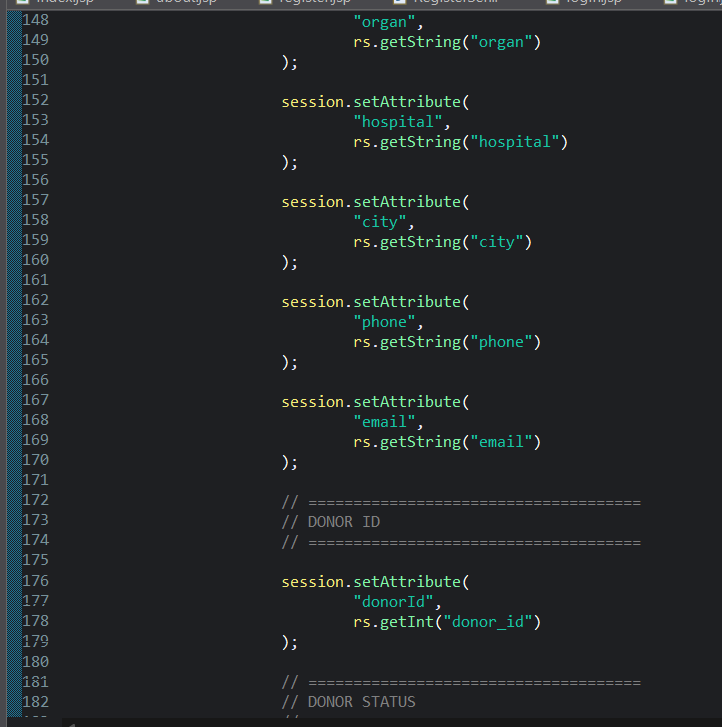 148 "organ",
149 rs.getString("organ")
150 );
151
152 session.setAttribute(
153 "hospital",
154 rs.getString("hospital")
155 );
156
157 session.setAttribute(
158 "city",
159 rs.getString("city")
160 );
161
162 session.setAttribute(
163 "phone",
164 rs.getString("phone")
165 );
166
167 session.setAttribute(
168 "email",
169 rs.getString("email")
170 );
171
172 // =====================================
173 // DONOR ID
174 // =====================================
175
176 session.setAttribute(
177 "donorId",
178 rs.getInt("donor_id")
179 );
180
181 // =====================================
182 // DONOR STATUS